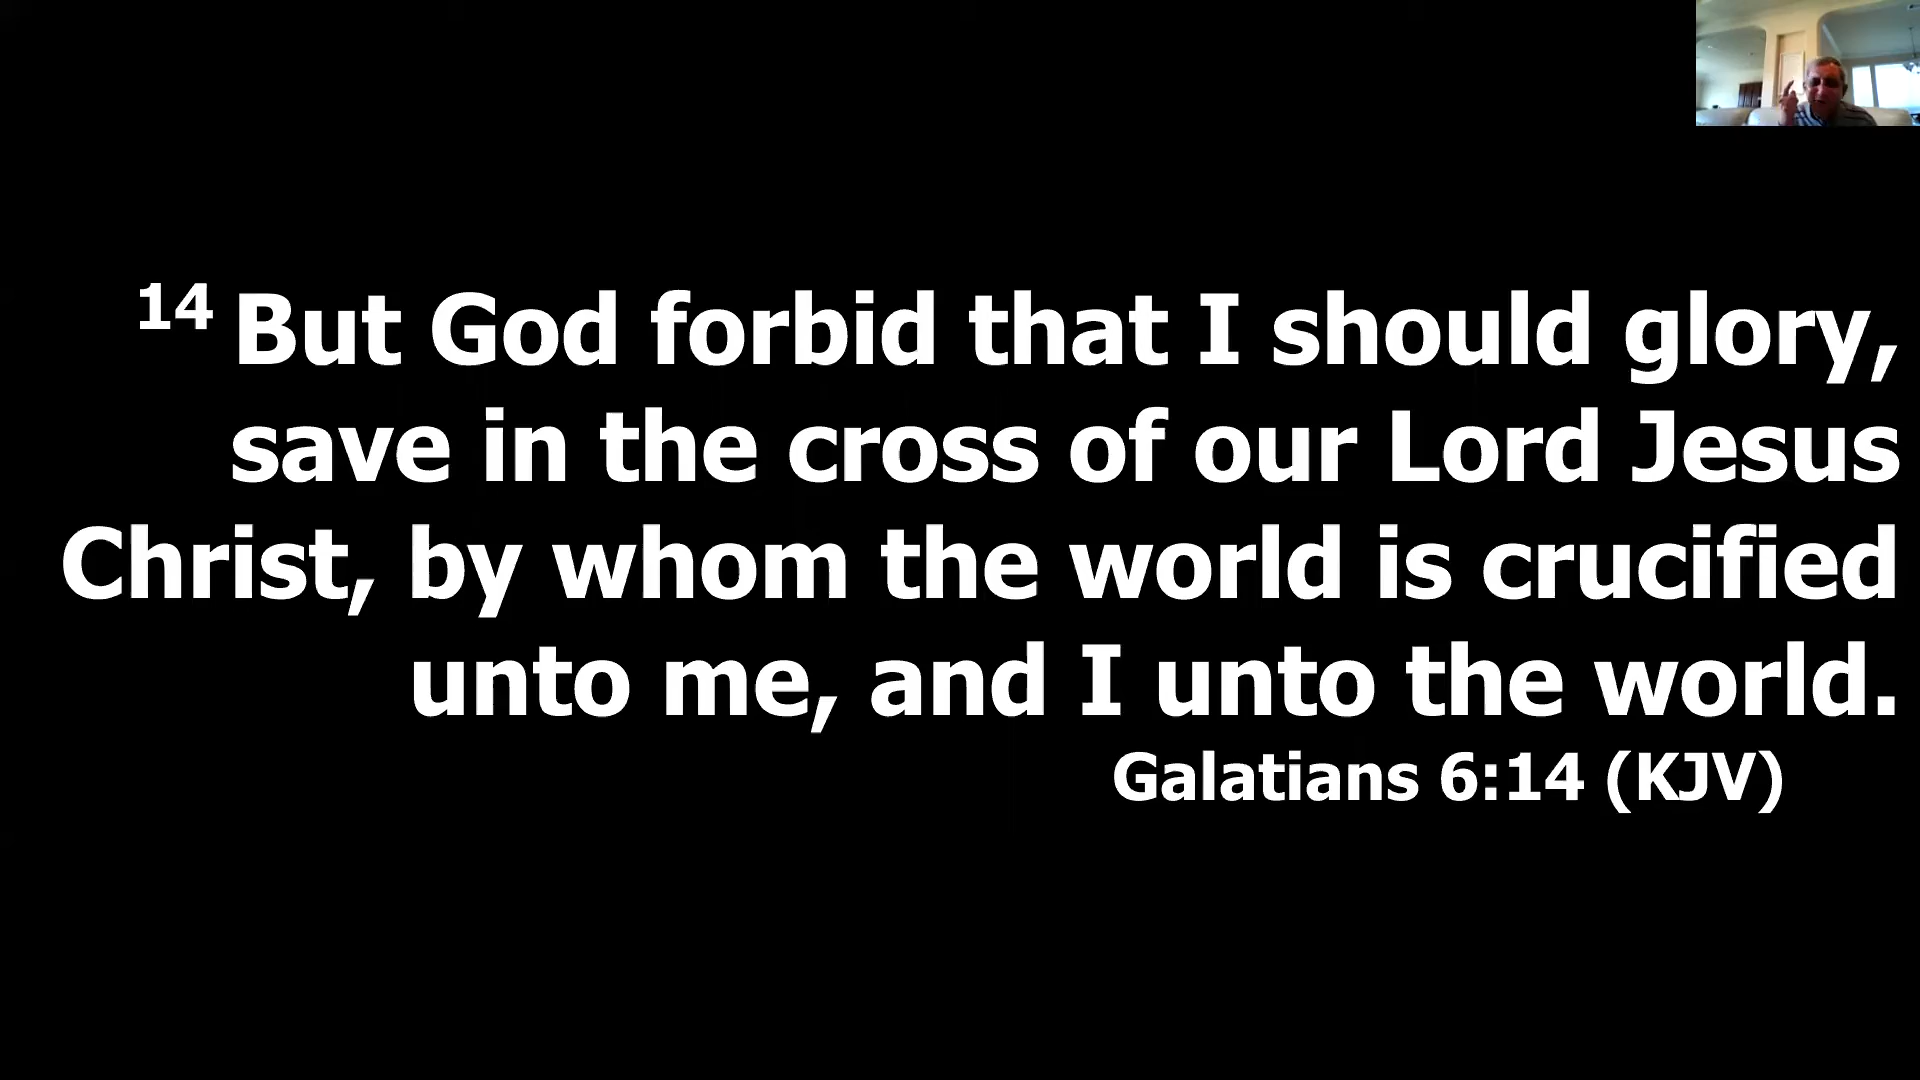 14 But God forbid that I should glory,
save in the cross of our Lord Jesus
Christ, by whom the world is crucified
unto me, and I unto the world.
Galatians 6:14 (KJV)